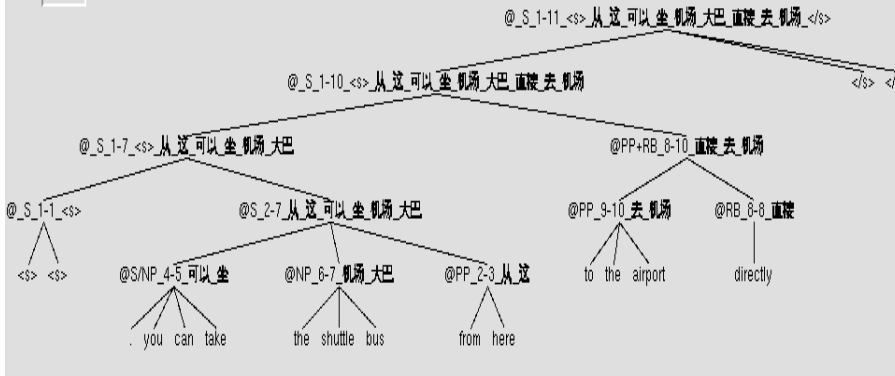 @_S_1-11_<s>_从_这_可以_坐_机场_大巴_直接_去_机场_</s>
@_S_1-10_<s>_从_这_可以_坐_机场_大巴_直接_去_机场
</s> </
@_S_1-7_<s>_从_这_可以_坐_机场_大巴
@PP+RB_8-10_直接_去_机场
@_S_1-1_<s>
@S_2-7_从_这_可以_坐_机场_大巴
@PP_9-10_去_机场
@RB_8-8_直接
<s> <s>
@S/NP_4-5_可以_坐
@NP_6-7_机场_大巴
@PP_2-3_从_这
to the airport
directly
. you can take
the shuttle bus
from here